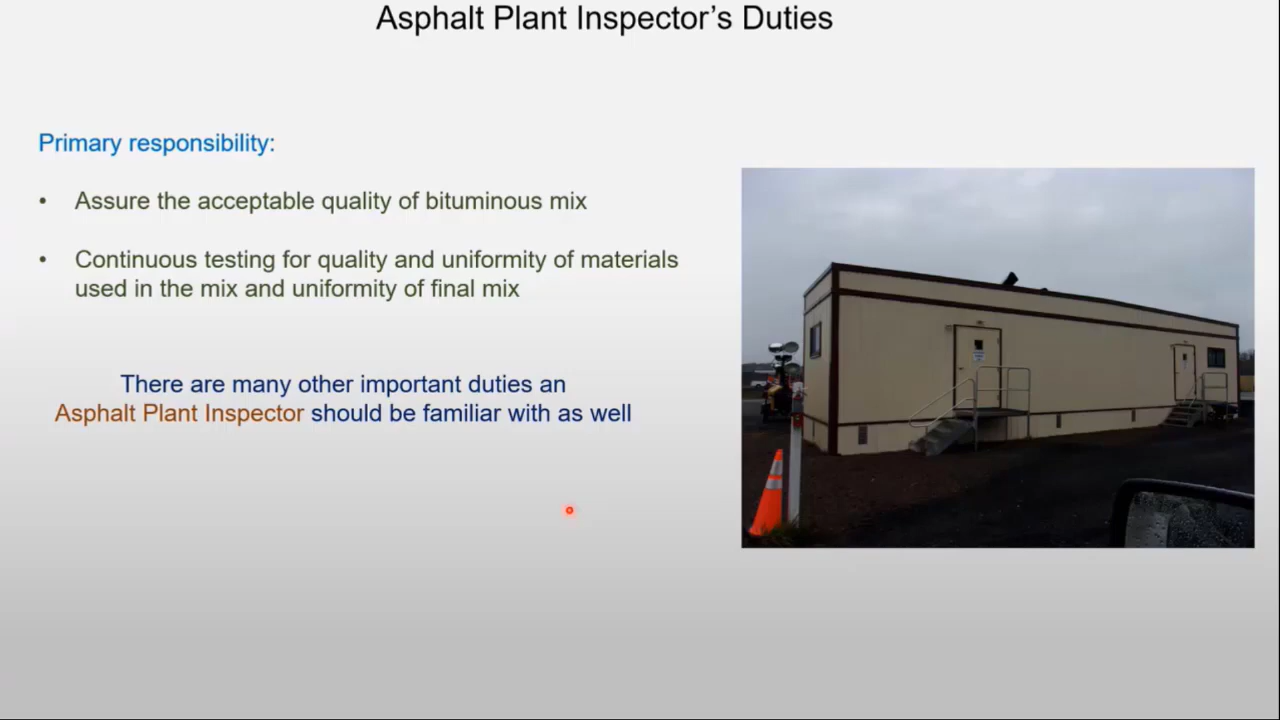 Asphalt Plant Inspector’s Duties
Primary responsibility:
• Assure the acceptable quality of bituminous mix
• Continuous testing for quality and uniformity of materials
used in the mix and uniformity of final mix
There are many other important duties an
Asphalt Plant Inspector should be familiar with as well